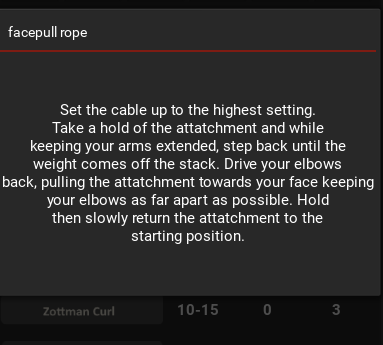 facepull rope
Set the cable up to the highest setting.
Take a hold of the attatchment and while
keeping your arms extended, step back until the
weight comes off the stack. Drive your elbows
back, pulling the attatchment towards your face keeping
your elbows as far apart as possible. Hold
then slowly return the attatchment to the
starting position.
Zottman Curl 10-15 0 3